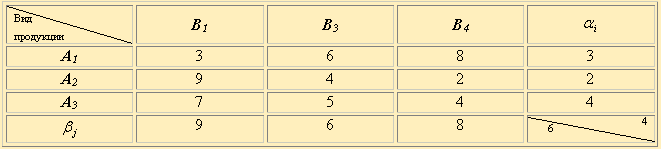 Вид
продукции
B1 B3 B4 αi
A1 3 6 8 3
A2 9 4 2 2
A3 7 5 4 4
βj 9 6 8 6 4